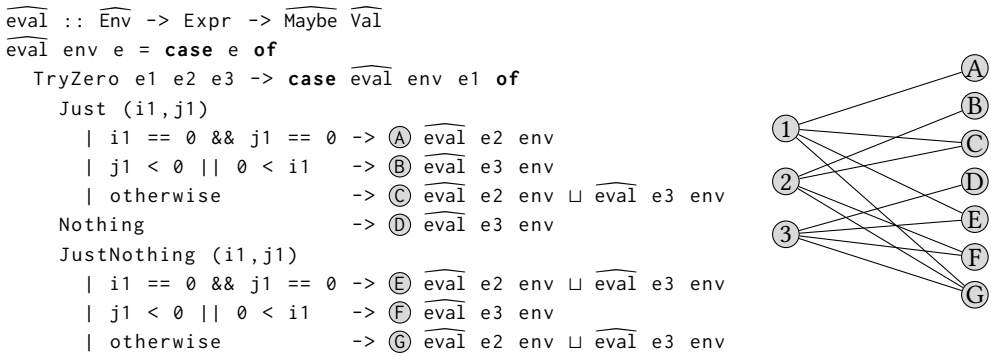 eval :: Env -> Expr -> Maybe Val
eval env e = case e of
TryZero e1 e2 e3 -> case eval env e1 of
Just (i1,j1)
| i1 == 0 && j1 == 0 -> Ⓐ eval e2 env
| j1 < 0 || 0 < i1 -> Ⓑ eval e3 env
| otherwise -> Ⓒ eval e2 env ⊔ eval e3 env
Nothing -> Ⓓ eval e3 env
JustNothing (i1,j1)
| i1 == 0 && j1 == 0 -> Ⓔ eval e2 env ⊔ eval e3 env
| j1 < 0 || 0 < i1 -> Ⓕ eval e3 env
| otherwise -> Ⓖ eval e2 env ⊔ eval e3 env
1
2
3
A
B
C
D
E
F
G